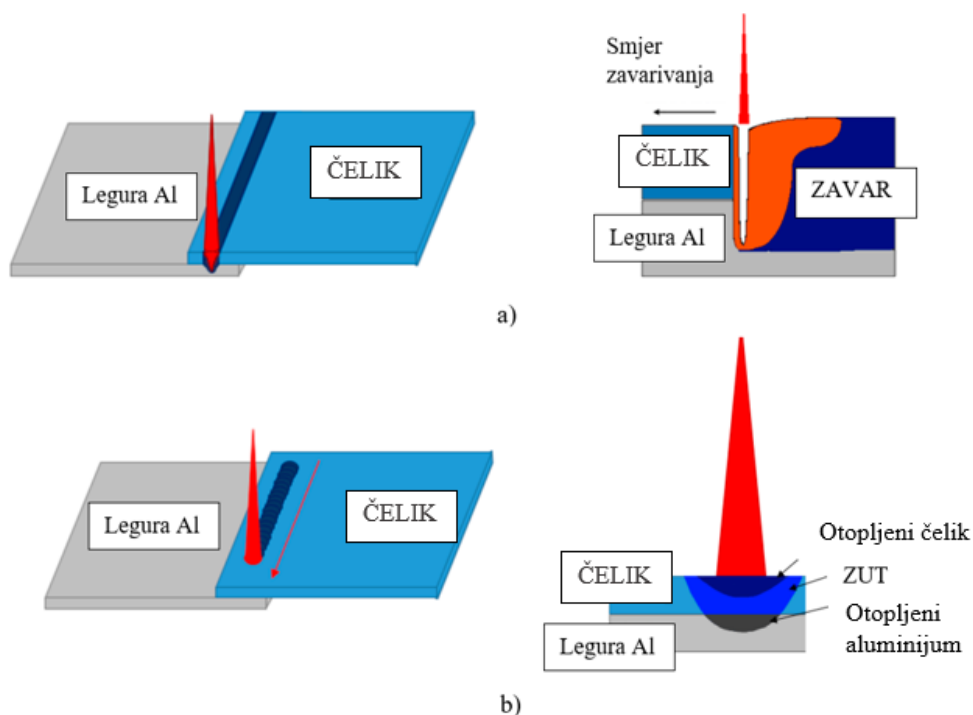 Smjer
zavarivanja
Legura Al
ČELIK
ČELIK
ZAVAR
Legura Al
a)
Legura Al
ČELIK
Otopljeni čelik
ČELIK
ZUT
Otopljeni
aluminijum
Legura Al
b)